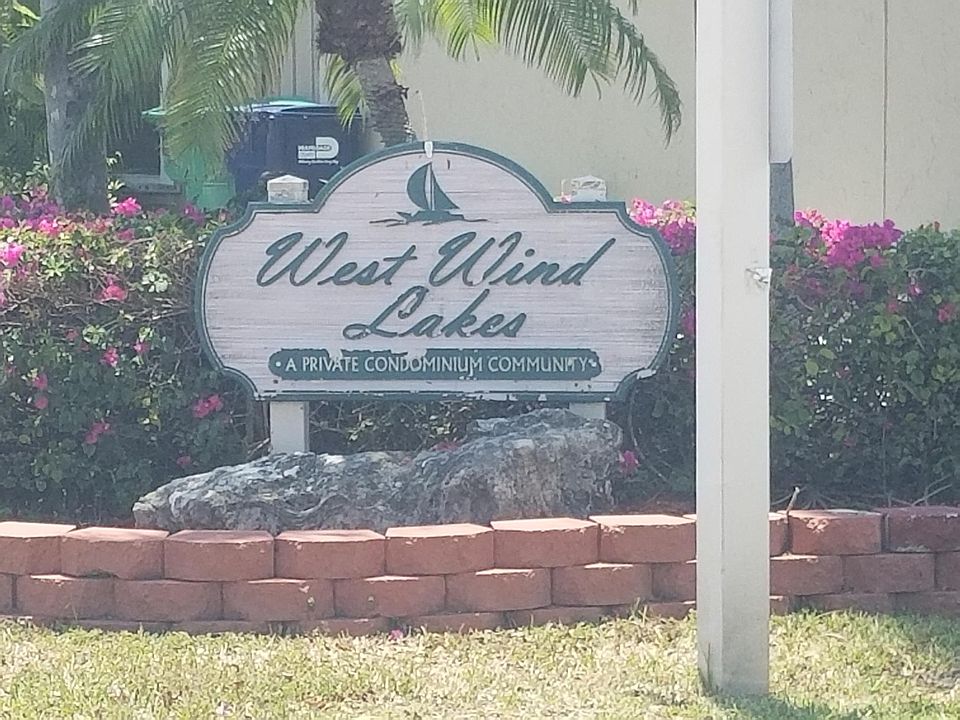 West Wind
Lakes
A PRIVATE CONDOMINIUM COMMUNITY